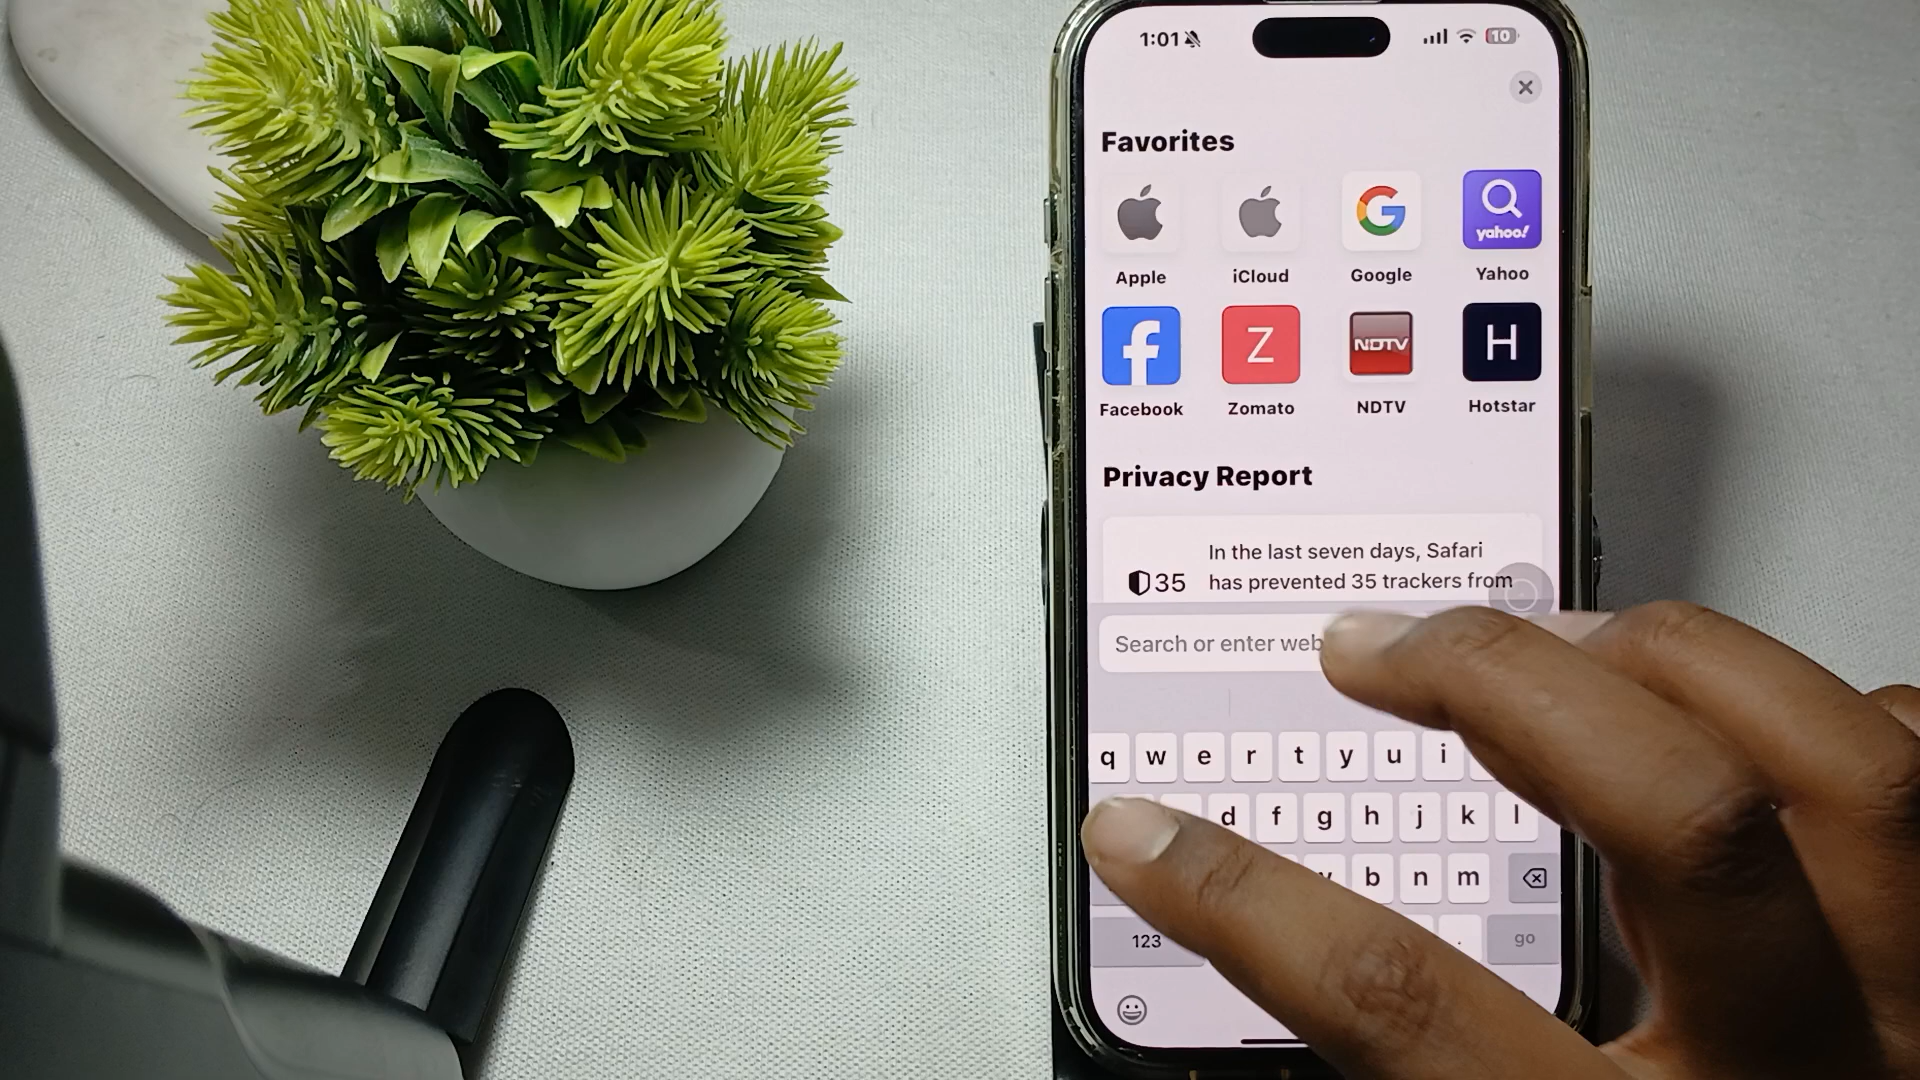 1:01
10
Favorites
yahoo!
Apple
iCloud
Google
Yahoo
Z
NDTV
H
Facebook
Zomato
NDTV
Hotstar
Privacy Report
In the last seven days, Safari
35
has prevented 35 trackers from
Search or enter web
q w e r t y u i
d f g h j k l
b n m
123
.
go